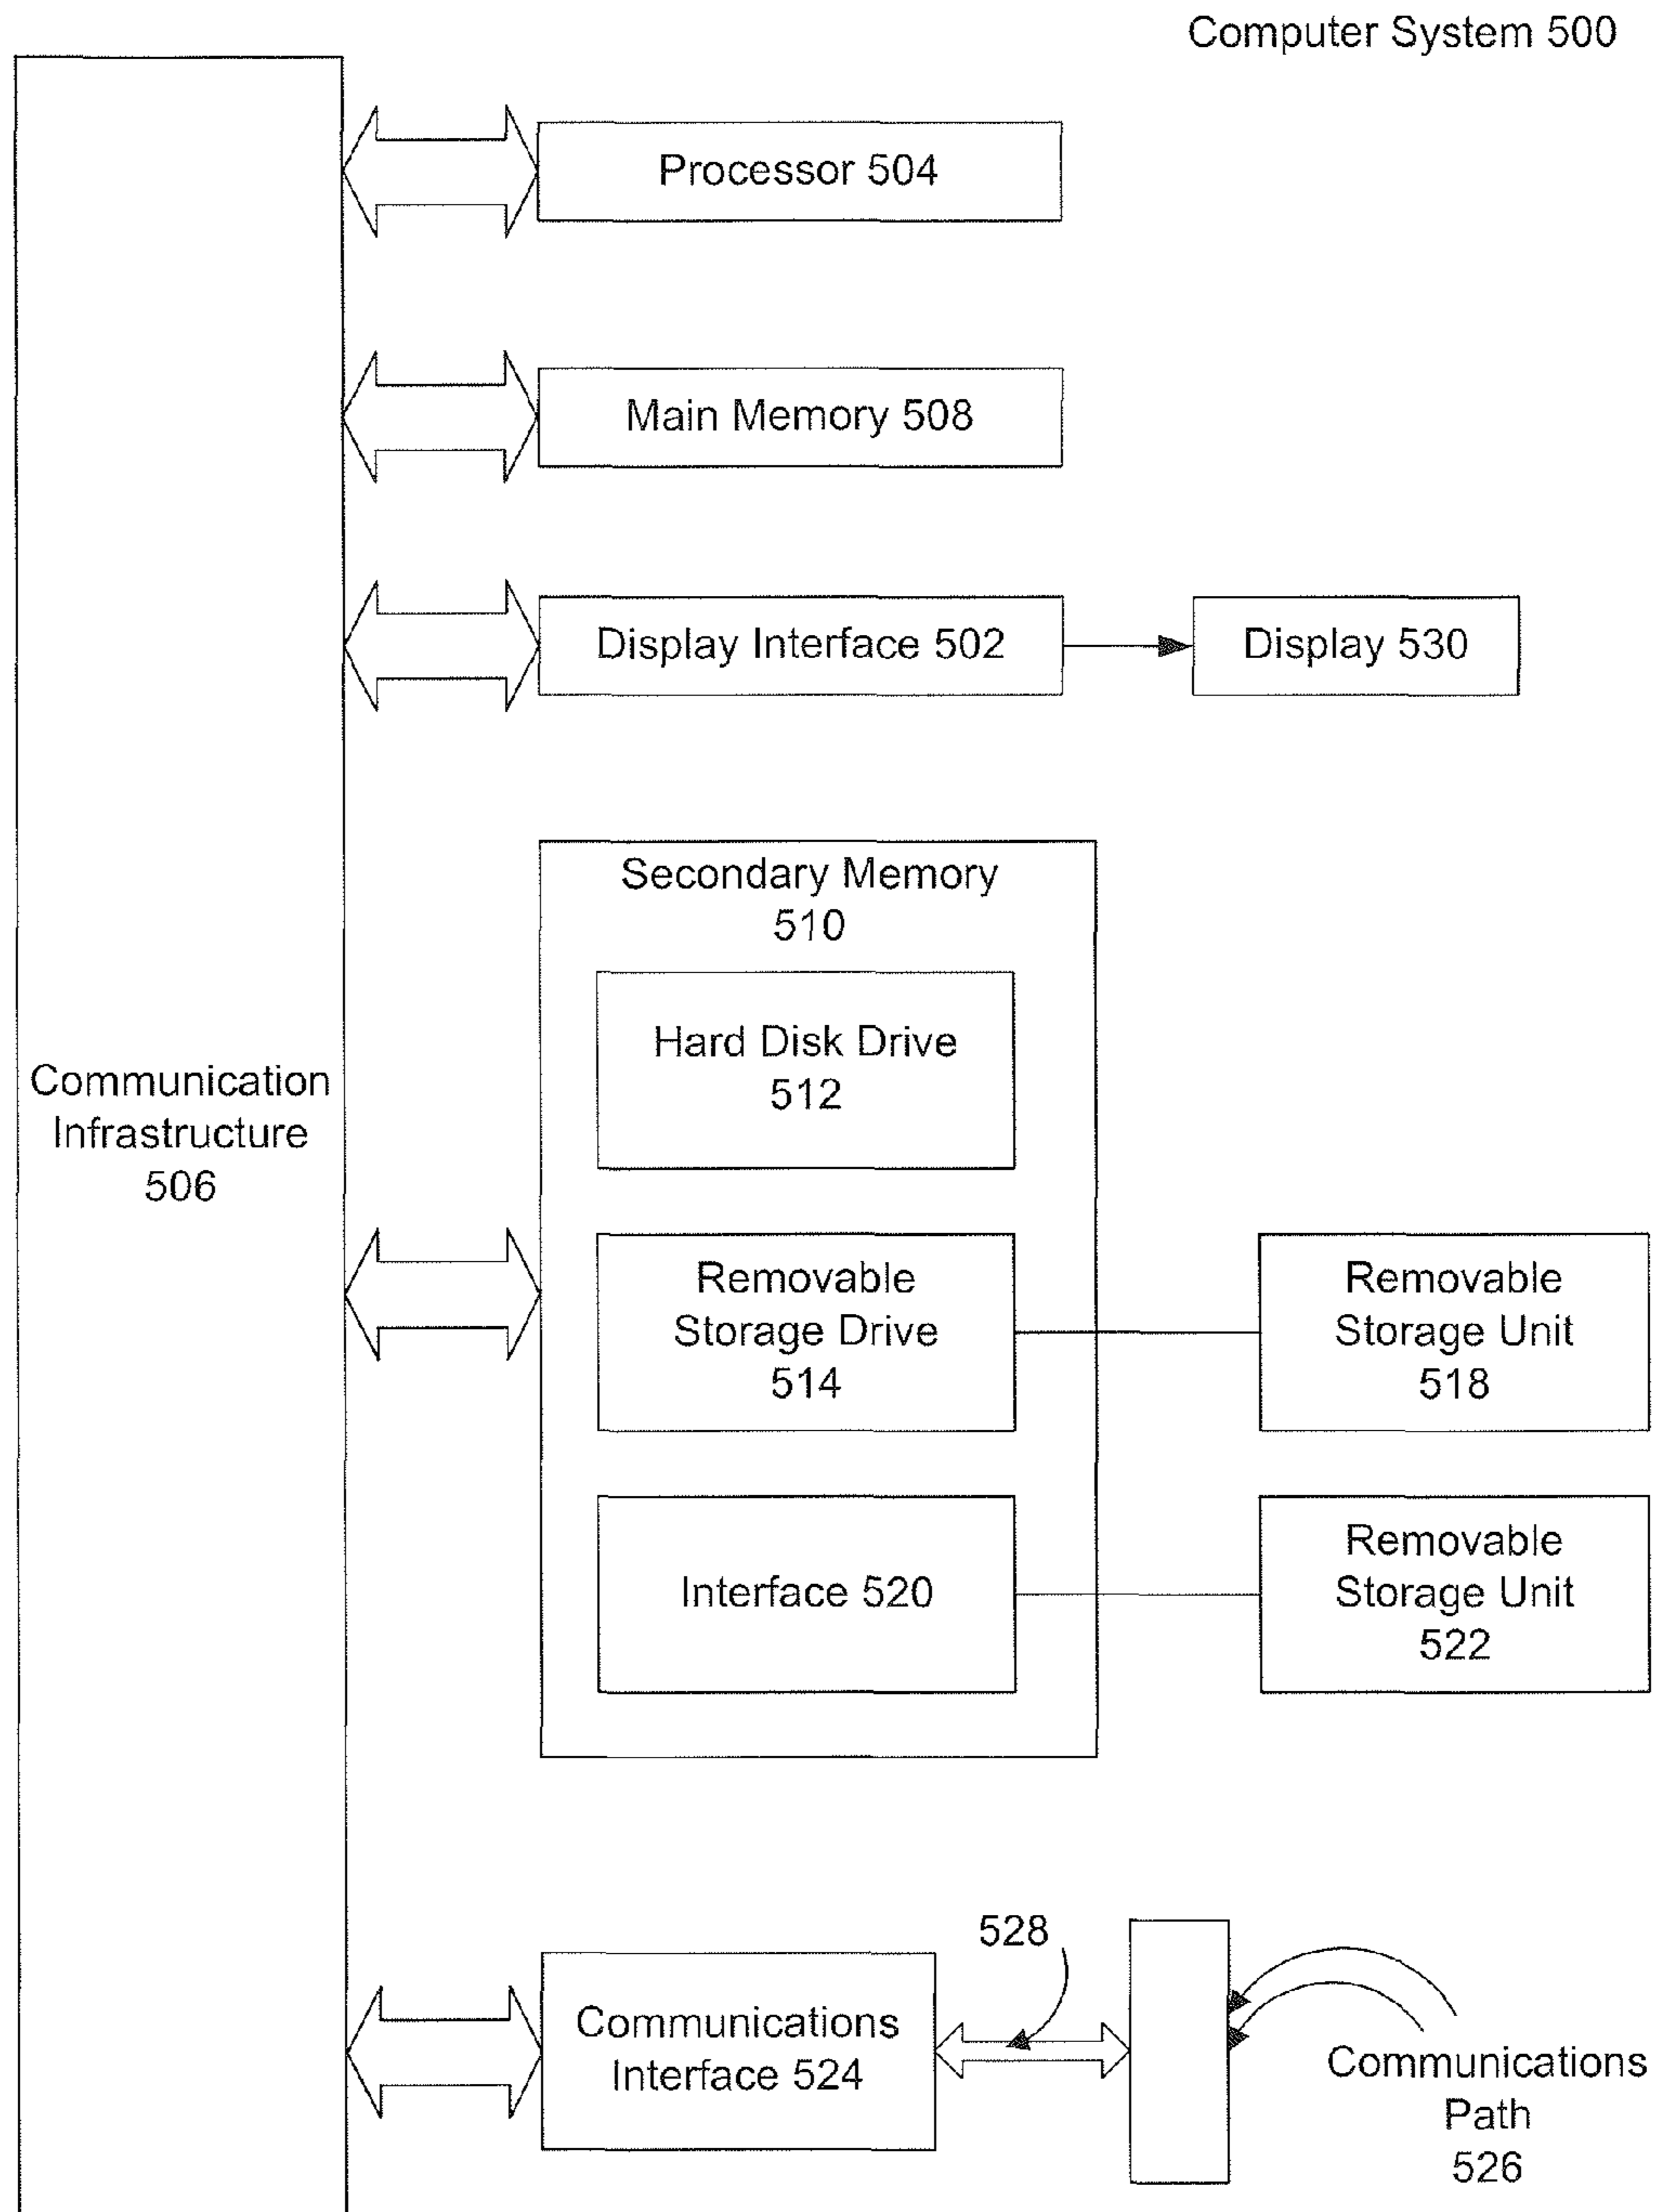 Computer System 500
Processor 504
Main Memory 508
Display Interface 502
Display 530
Secondary Memory
510
Hard Disk Drive
512
Communication
Infrastructure
506
Removable
Storage Drive
514
Removable
Storage Unit
518
Interface 520
Removable
Storage Unit
522
528
Communications
Interface 524
Communications
Path
526